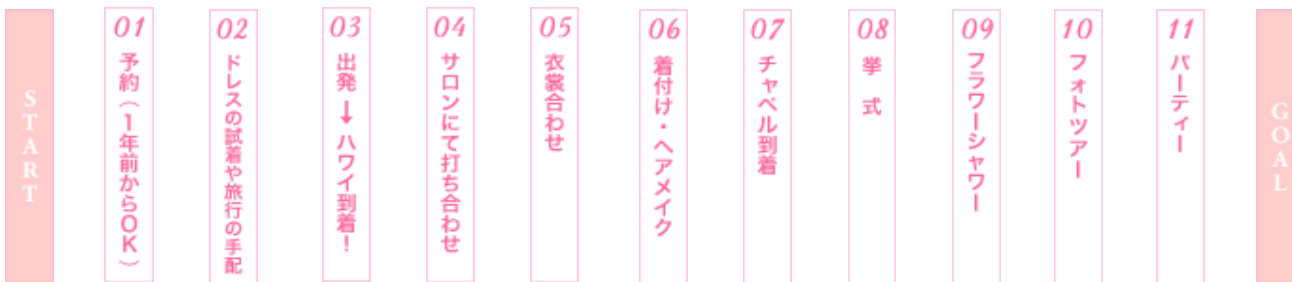 START
01
予約（1年前からOK）
02
ドレスの試着や旅行の手配
03
出発→ハワイ到着！
04
サロンにて打ち合わせ
05
衣裳合わせ
06
着付け・ヘアメイク
07
チャペル到着
08
挙 式
09
フラワーシャワー
10
フォトツアー
11
パーティー
GOAL